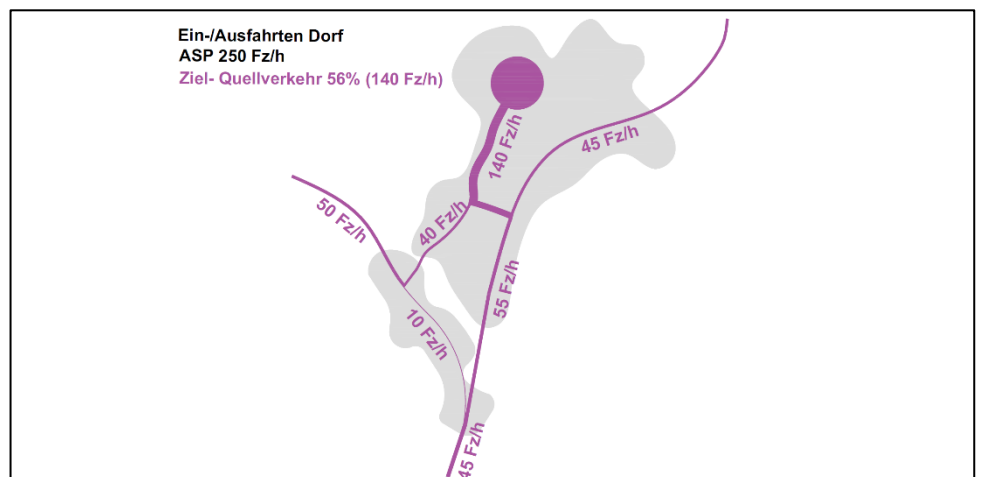 Ein-/Ausfahrten Dorf
ASP 250 Fz/h
Ziel- Quellverkehr 56% (140 Fz/h)
140 Fz/h
45 Fz/h
50 Fz/h
40 Fz/h
55 Fz/h
10 Fz/h
45 Fz/h